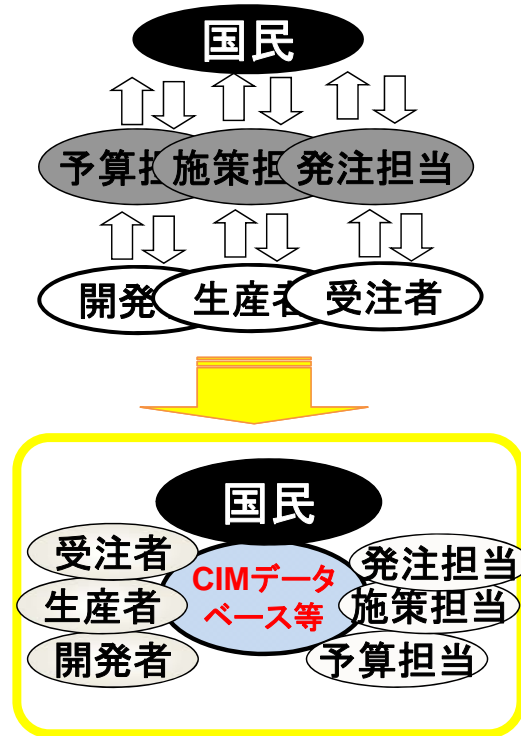 国民
予算担
施策担
発注担当
開発
生産者
受注者
国民
受注者
発注担当
CIMデータ
ベース等
生産者
施策担当
開発者
予算担当